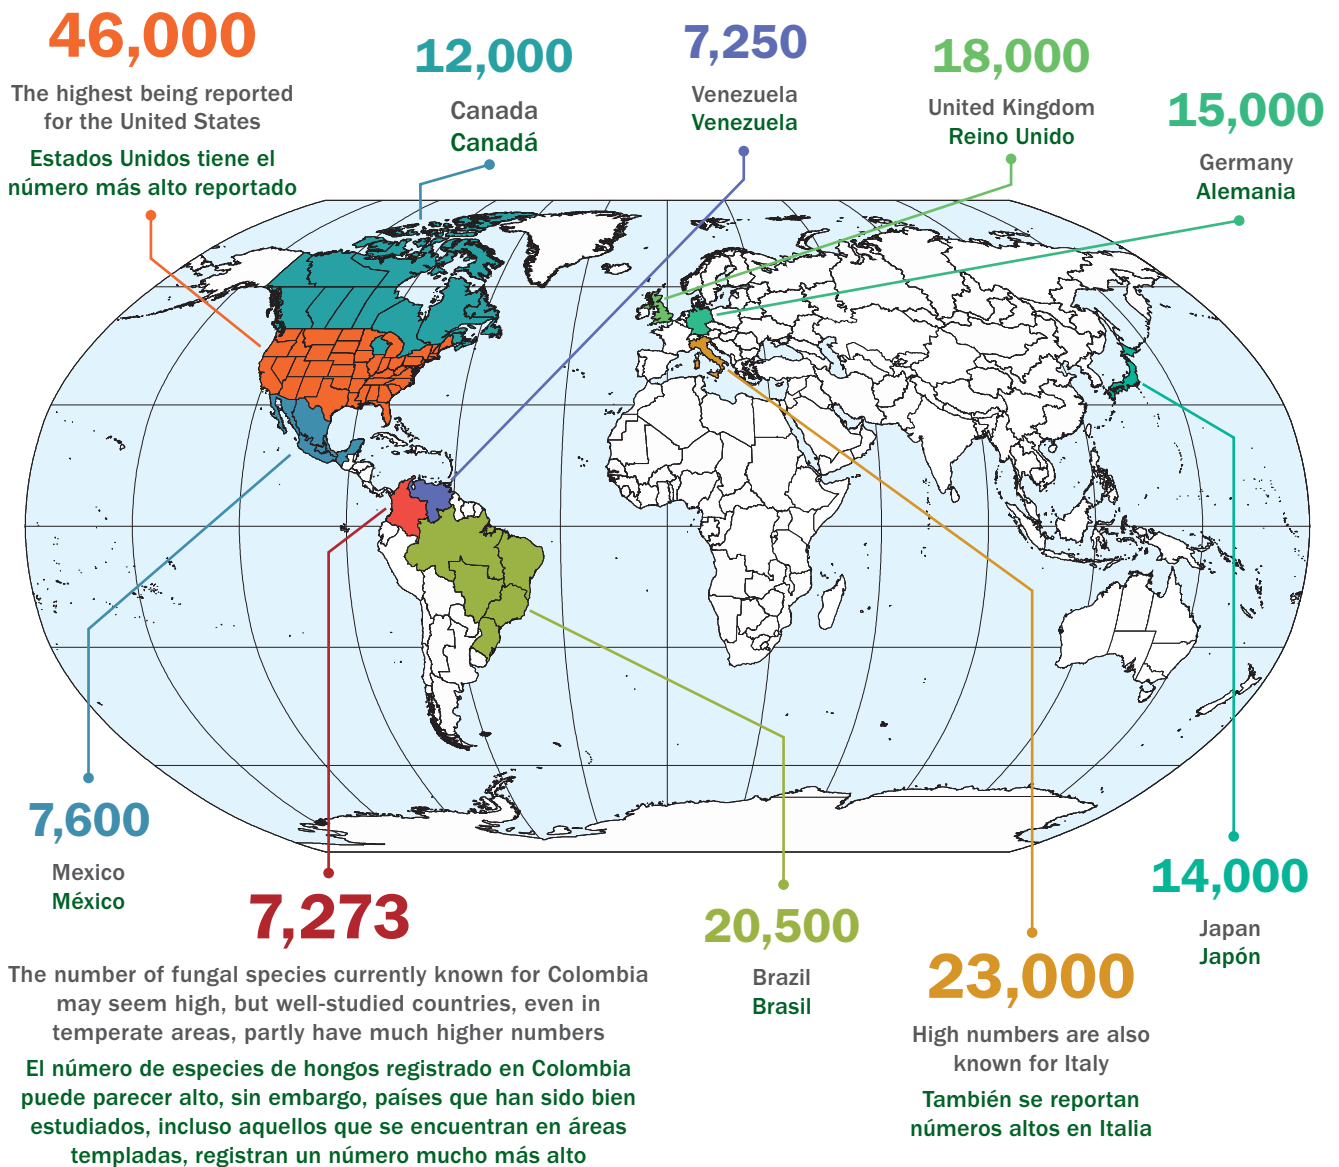 46,000
The highest being reported
for the United States
Estados Unidos tiene el
número más alto reportado
12,000
Canada
Canadá
7,250
Venezuela
Venezuela
18,000
United Kingdom
Reino Unido
15,000
Germany
Alemania
7,600
Mexico
México
7,273
The number of fungal species currently known for Colombia
may seem high, but well-studied countries, even in
temperate areas, partly have much higher numbers
El número de especies de hongos registrado en Colombia
puede parecer alto, sin embargo, países que han sido bien
estudiados, incluso aquellos que se encuentran en áreas
templadas, registran un número mucho más alto
20,500
Brazil
Brasil
23,000
High numbers are also
known for Italy
También se reportan
números altos en Italia
14,000
Japan
Japón